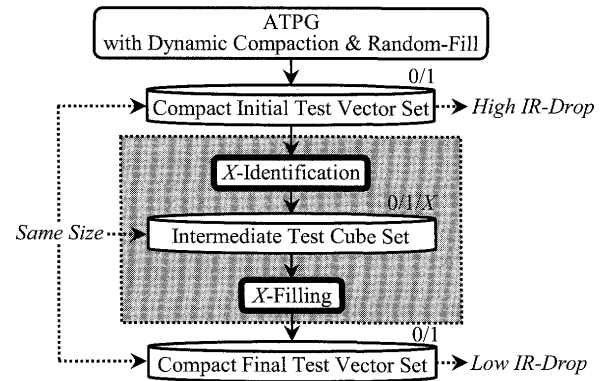 ATPG
with Dynamic Compaction & Random-Fill
0/1
Compact Initial Test Vector Set
High IR-Drop
X-Identification
0/1/X
Same Size
Intermediate Test Cube Set
X-Filling
0/1
Compact Final Test Vector Set
Low IR-Drop